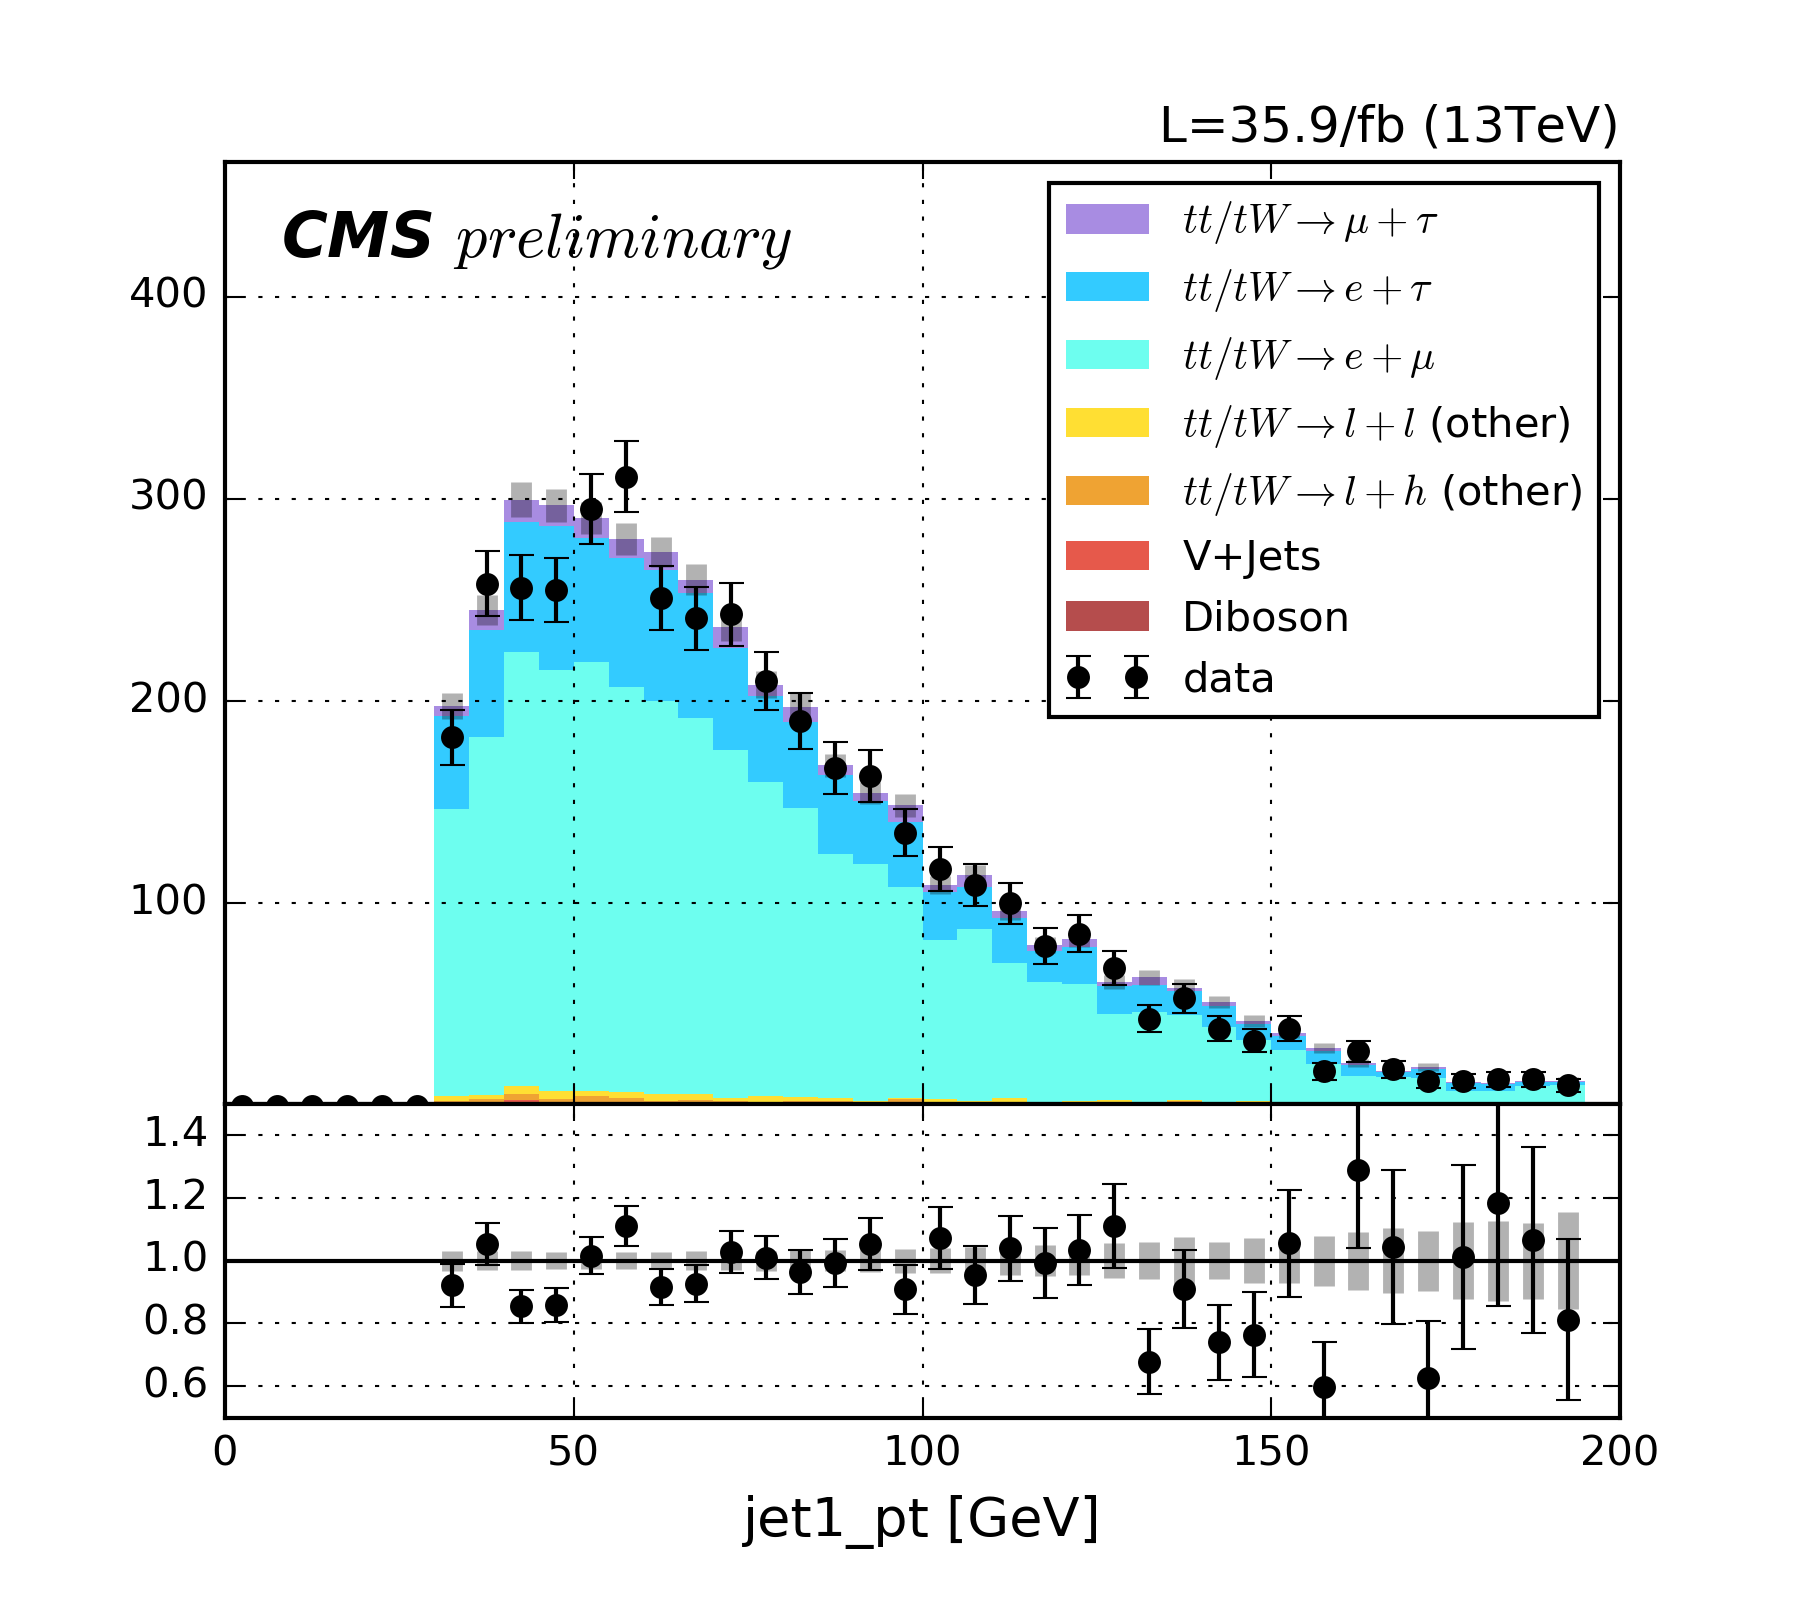 L=35.9/fb (13TeV)
CMS preliminary
tt/tW → μ + τ
tt/tW → e + τ
tt/tW → e + μ
tt/tW → l + l (other)
tt/tW → l + h (other)
V+Jets
Diboson
data
400
300
200
100
1.4
1.2
1.0
0.8
0.6
0 50 100 150 200
jet1_pt [GeV]